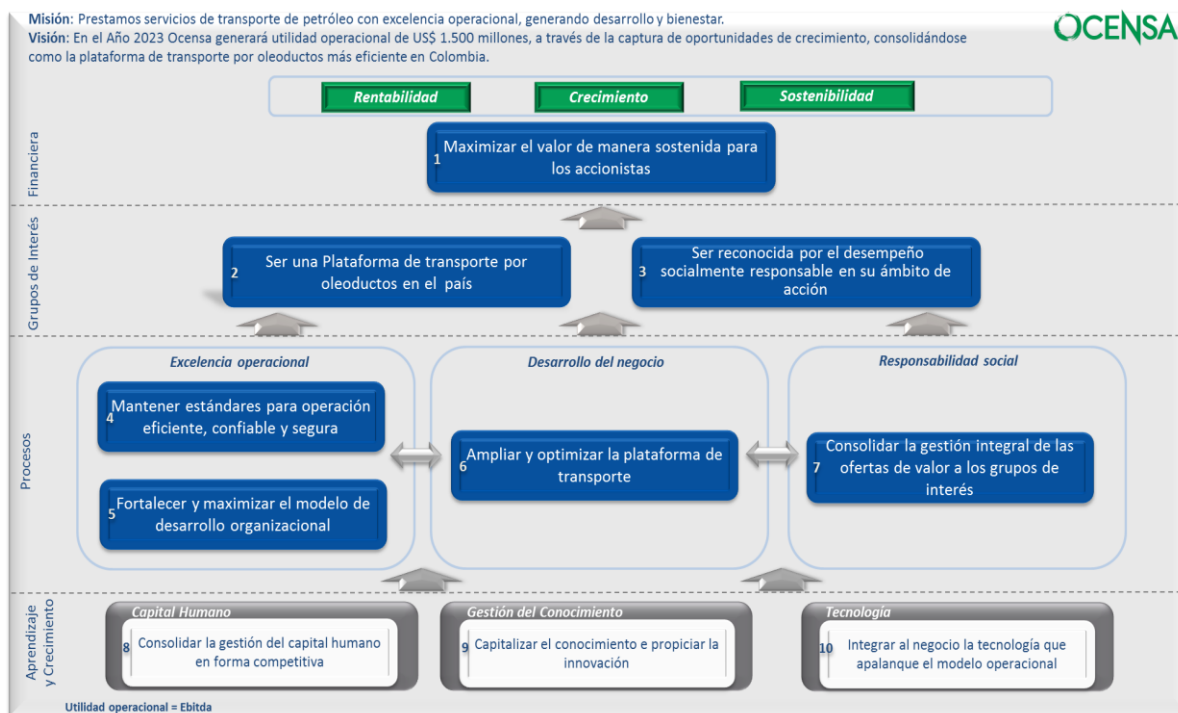 Misión: Prestamos servicios de transporte de petróleo con excelencia operacional, generando desarrollo y bienestar.
Visión: En el Año 2023 Ocensa generará utilidad operacional de US$ 1.500 millones, a través de la captura de oportunidades de crecimiento, consolidándose
como la plataforma de transporte por oleoductos más eficiente en Colombia.
OCENSA
Rentabilidad
Crecimiento
Sostenibilidad
Financiera
1
Maximizar el valor de manera sostenida para
los accionistas
Grupos de Interés
2
Ser una Plataforma de transporte por
oleoductos en el país
3
Ser reconocida por el desempeño
socialmente responsable en su ámbito de
acción
Procesos
Excelencia operacional
4
Mantener estándares para operación
eficiente, confiable y segura
5
Fortalecer y maximizar el modelo de
desarrollo organizacional
Desarrollo del negocio
6
Ampliar y optimizar la plataforma de
transporte
Responsabilidad social
7
Consolidar la gestión integral de las
ofertas de valor a los grupos de
interés
Aprendizaje
y Crecimiento
Capital Humano
8
Consolidar la gestión del capital humano
en forma competitiva
Gestión del Conocimiento
9
Capitalizar el conocimiento e propiciar la
innovación
Tecnología
10
Integrar al negocio la tecnología que
apalanque el modelo operacional
Utilidad operacional = Ebitda